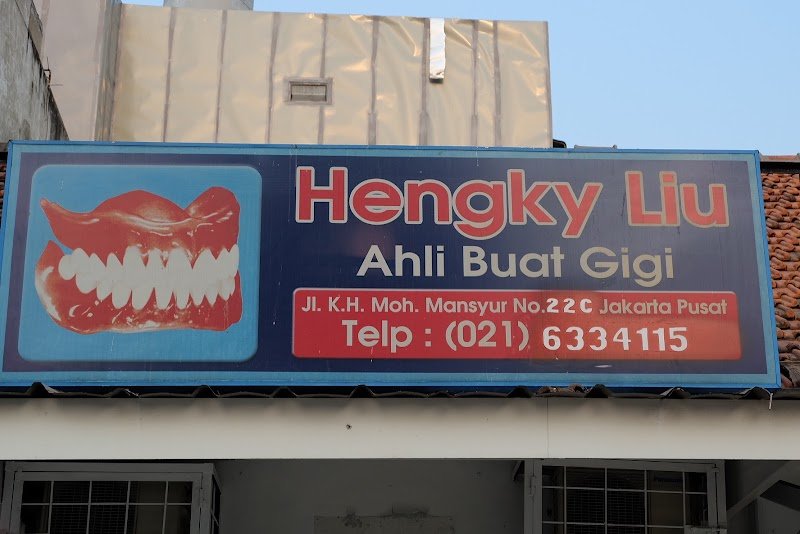 Hengky Liu
Ahli Buat Gigi
Jl. K.H. Moh. Mansyur No.22C Jakarta Pusat
Telp : (021) 6334115